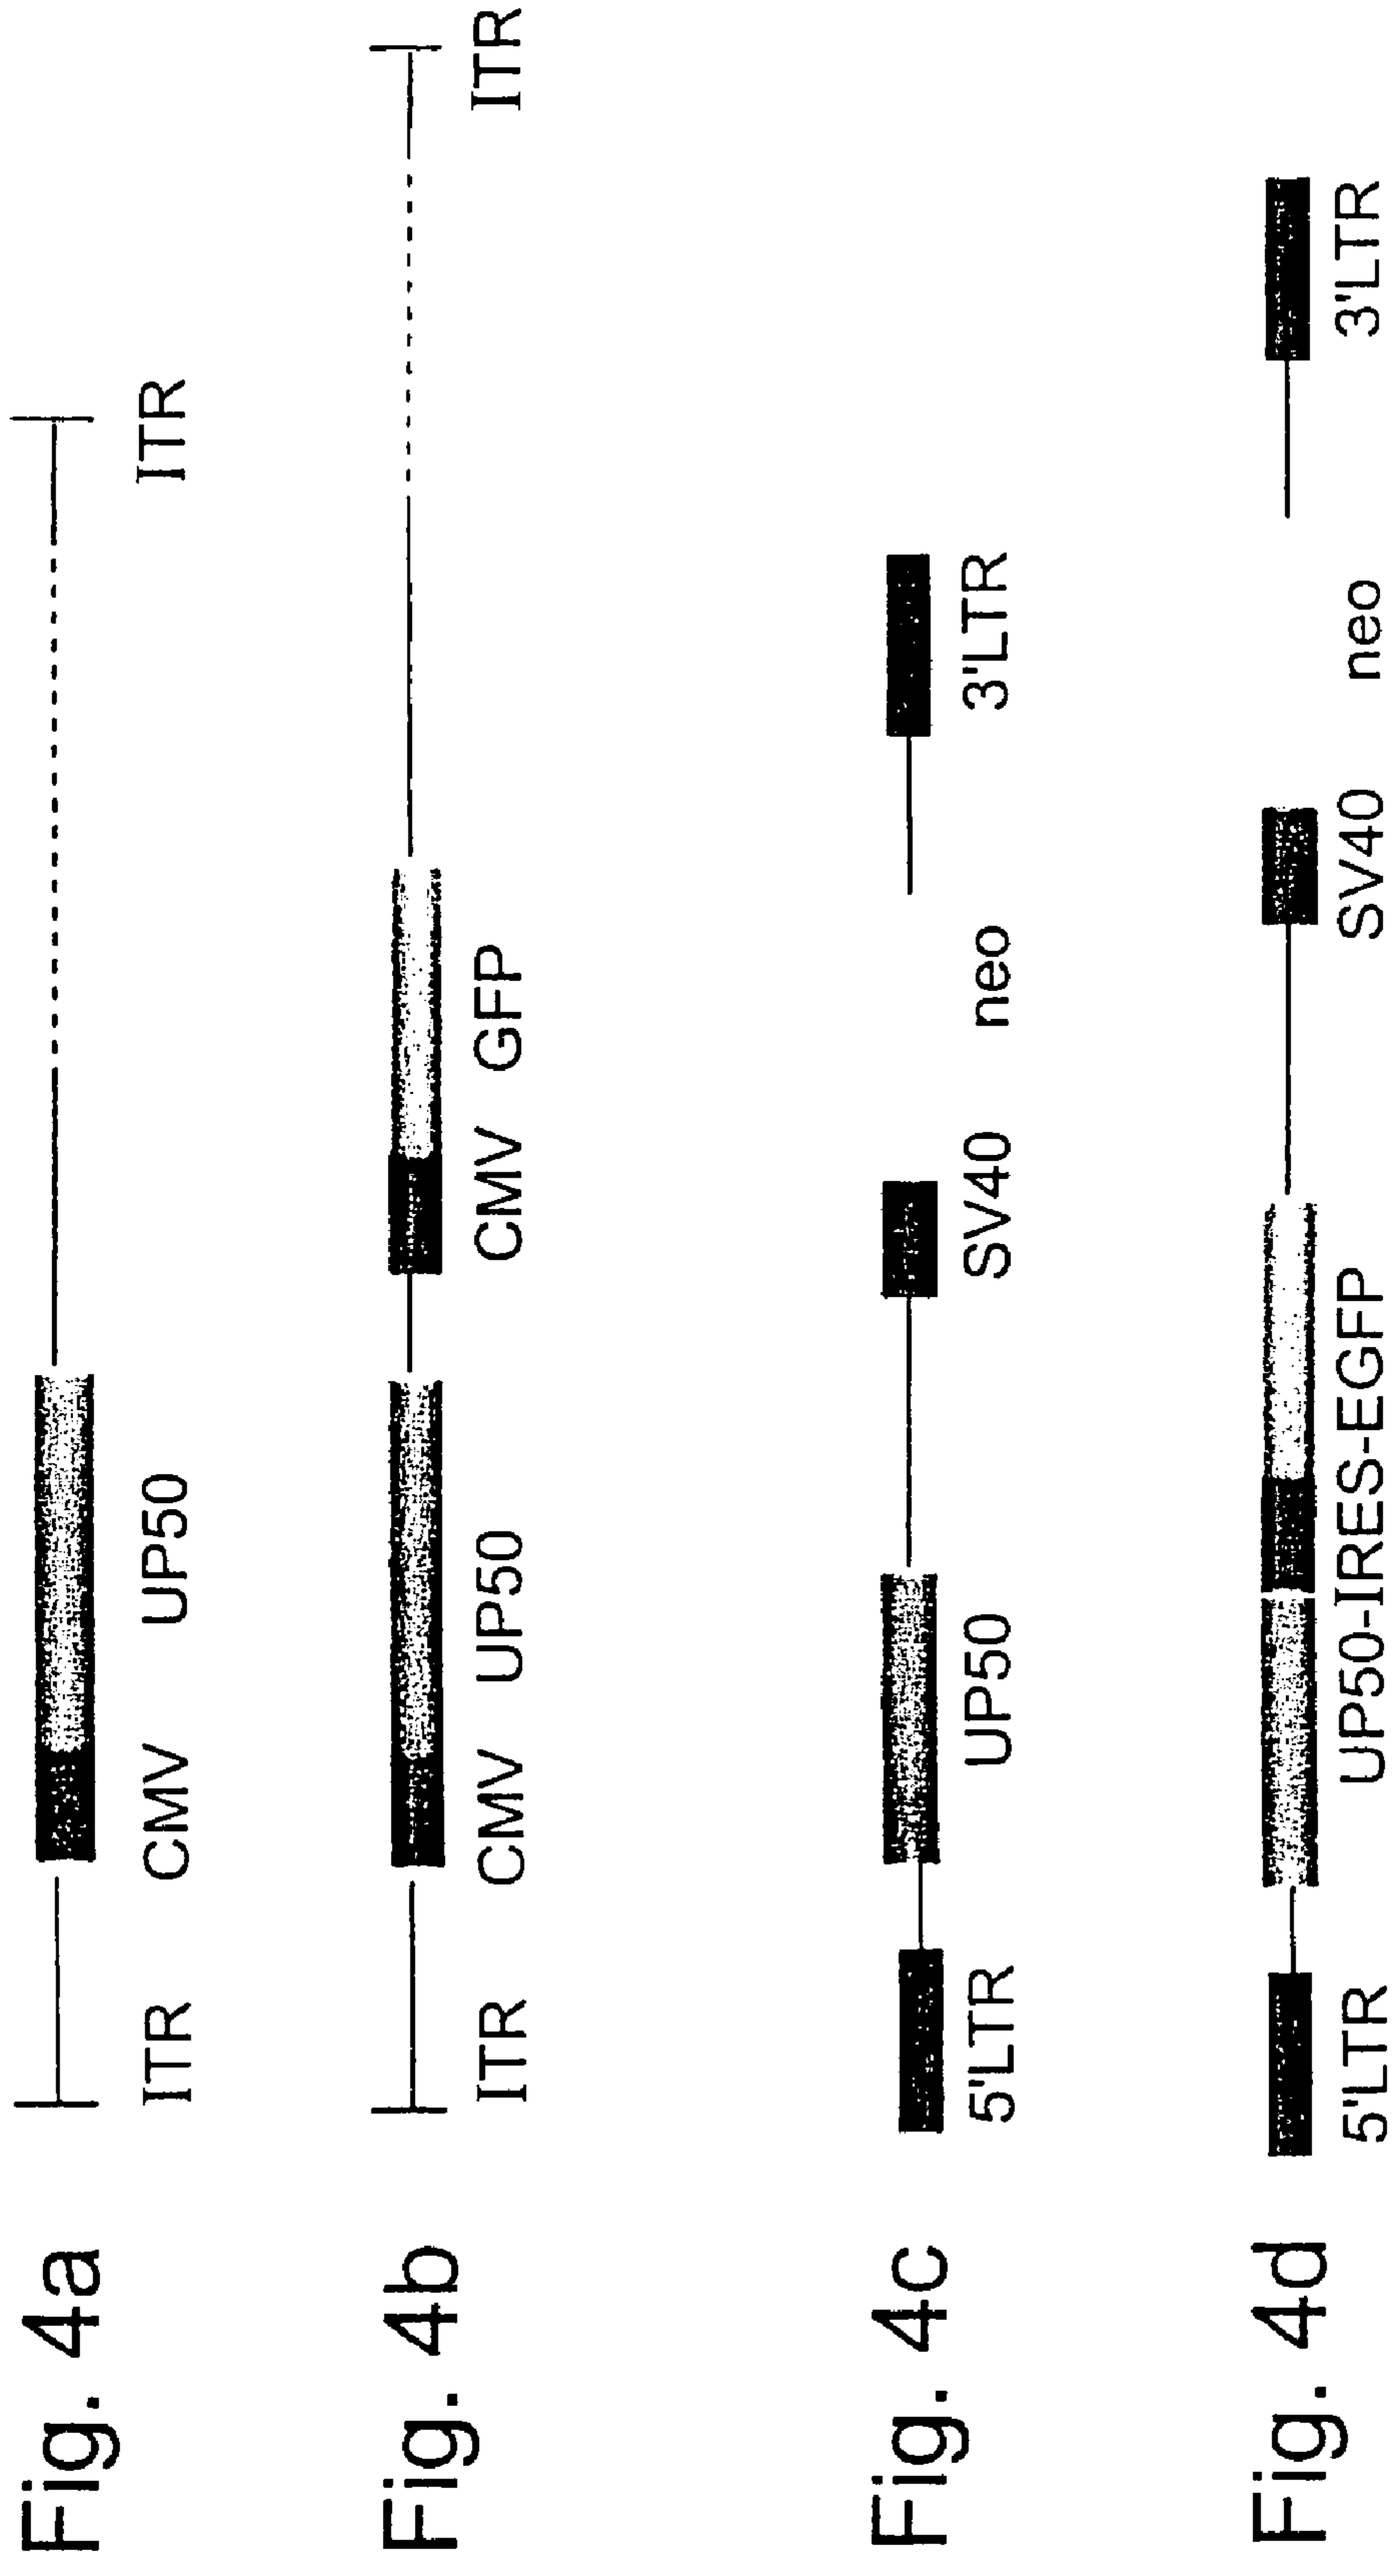 Fig. 4a
ITR CMV UP50 ITR
Fig. 4b
ITR CMV UP50 CMV GFP ITR
Fig. 4c
5'LTR UP50 SV40 neo 3'LTR
Fig. 4d
5'LTR UP50-IRES-EGFP SV40 neo 3'LTR